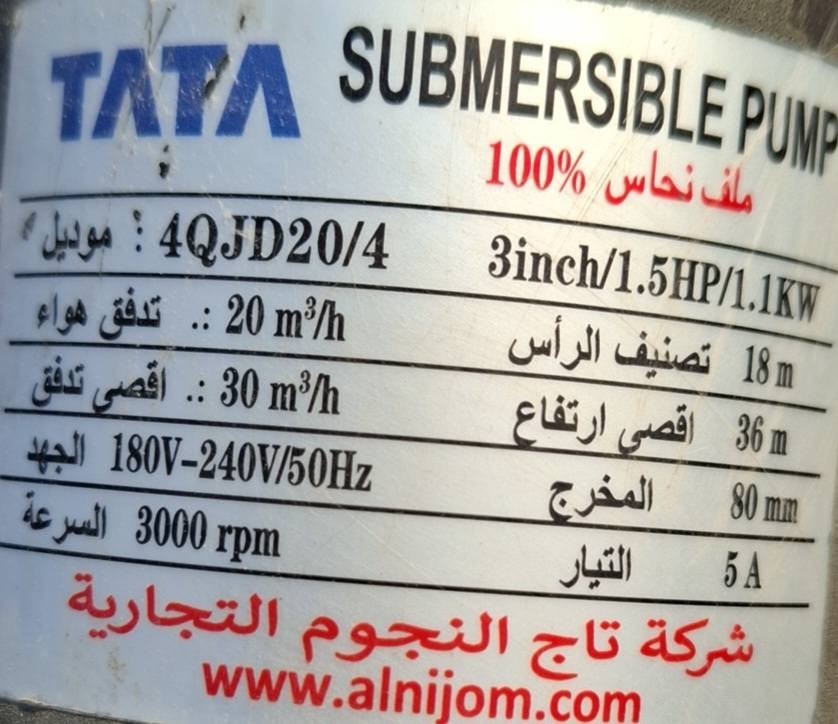 TATA SUBMERSIBLE PUMP
ملف نحاس 100%
موديل : 4QJD20/4 3inch/1.5HP/1.1KW
تدفق هواء :. 20 m³/h تصنيف الرأس 18 m
اقصى تدفق :. 30 m³/h اقصى ارتفاع 36 m
الجهد 180V-240V/50Hz المخرج 80 mm
السرعة 3000 rpm التيار 5 A
شركة تاج النجوم التجارية
www.alnijom.com